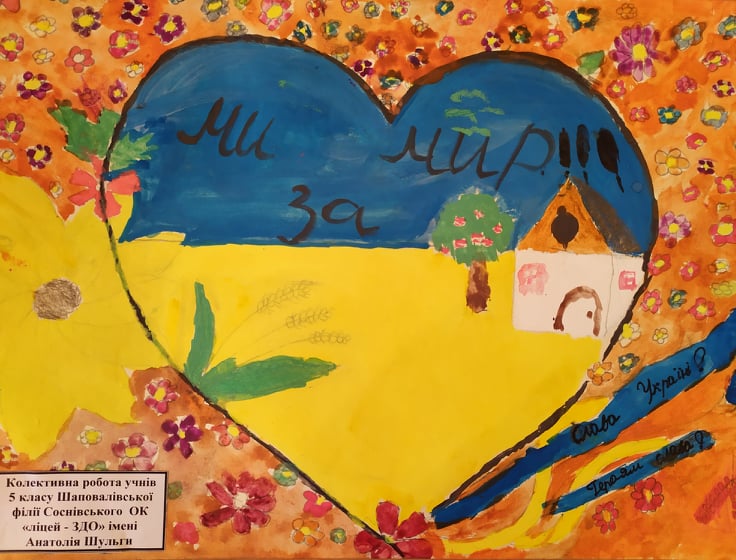 Ми мир!!!
за
Слава Україні!
Героям слава!
Колективна робота учнів
5 класу Шаповалівської
філії Соснівського ОК
«ліцей - ЗДО» імені
Анатолія Шульги